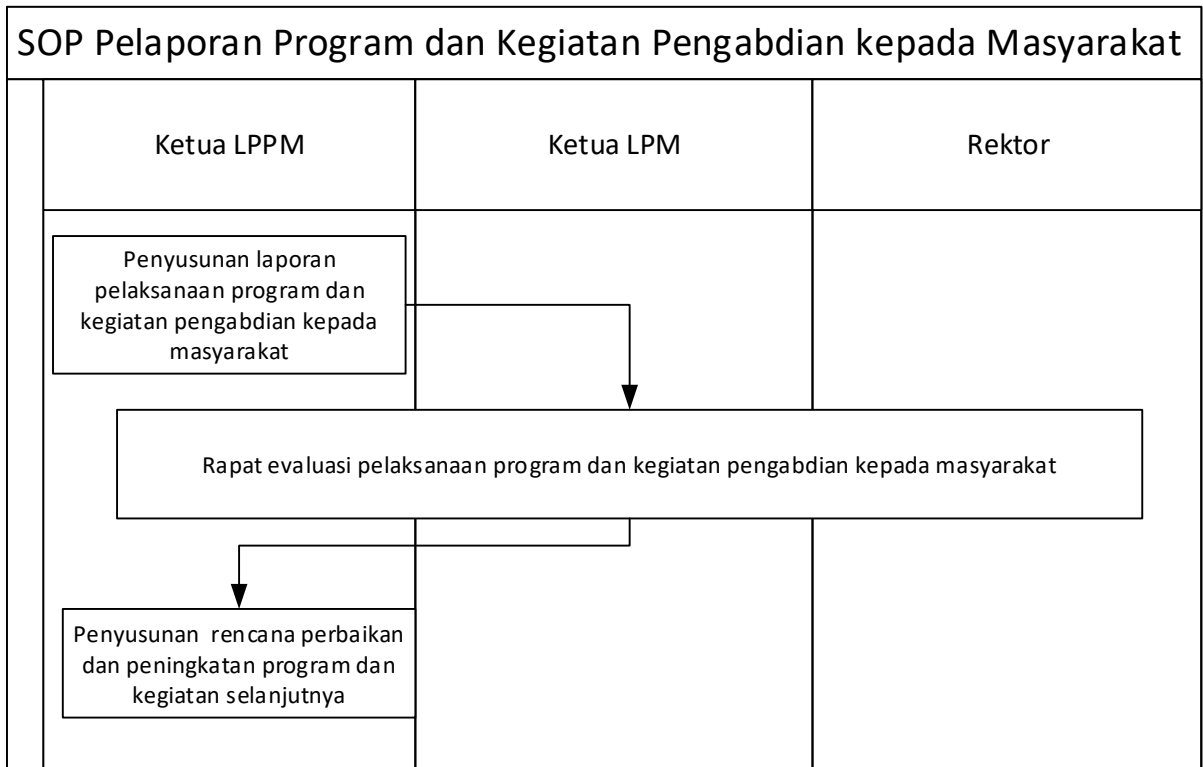 SOP Pelaporan Program dan Kegiatan Pengabdian kepada Masyarakat
Ketua LPPM
Ketua LPM
Rektor
Penyusunan laporan
pelaksanaan program dan
kegiatan pengabdian kepada
masyarakat
Rapat evaluasi pelaksanaan program dan kegiatan pengabdian kepada masyarakat
Penyusunan rencana perbaikan
dan peningkatan program dan
kegiatan selanjutnya